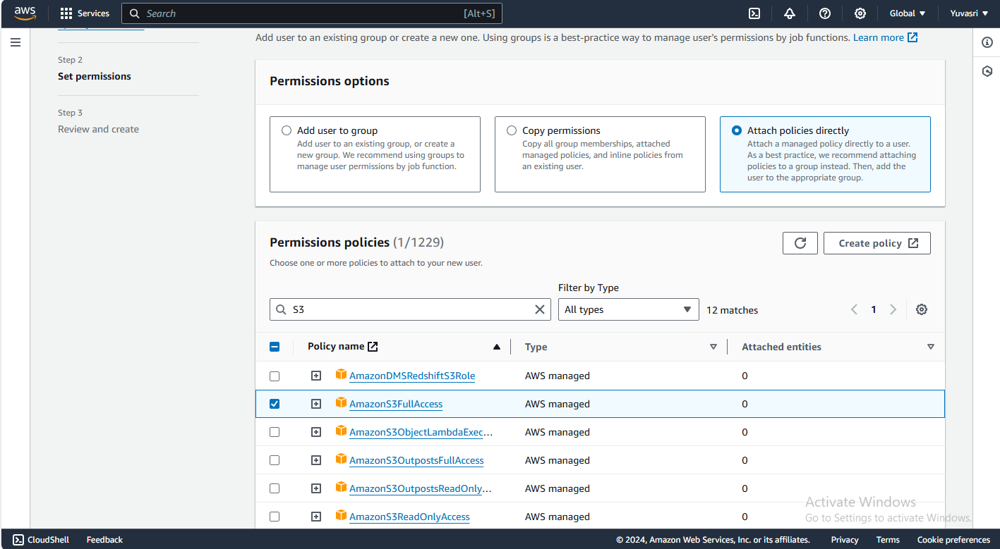 aws
Services
Search
[Alt+S]
Global ▼
Yuvasri ▼
Add user to an existing group or create a new one. Using groups is a best-practice way to manage user's permissions by job functions. Learn more
Step 2
Set permissions
Step 3
Review and create
Permissions options
Add user to group
Add user to an existing group, or create a
new group. We recommend using groups to
manage user permissions by job function.
Copy permissions
Copy all group memberships, attached
managed policies, and inline policies from
an existing user.
Attach policies directly
Attach a managed policy directly to a user.
As a best practice, we recommend attaching
policies to a group instead. Then, add the
user to the appropriate group.
Permissions policies (1/1229)
Create policy
Choose one or more policies to attach to your new user.
Filter by Type
S3
All types
12 matches
1
Policy name
Type
Attached entities
AmazonDMSRedshiftS3Role AWS managed 0
AmazonS3FullAccess AWS managed 0
AmazonS3ObjectLambdaExec... AWS managed 0
AmazonS3OutpostsFullAccess AWS managed 0
AmazonS3OutpostsReadOnly... AWS managed 0
AmazonS3ReadOnlyAccess AWS managed 0
Activate Windows
Go to Settings to activate Windows.
CloudShell
Feedback
© 2024, Amazon Web Services, Inc. or its affiliates.
Privacy
Terms
Cookie preferences